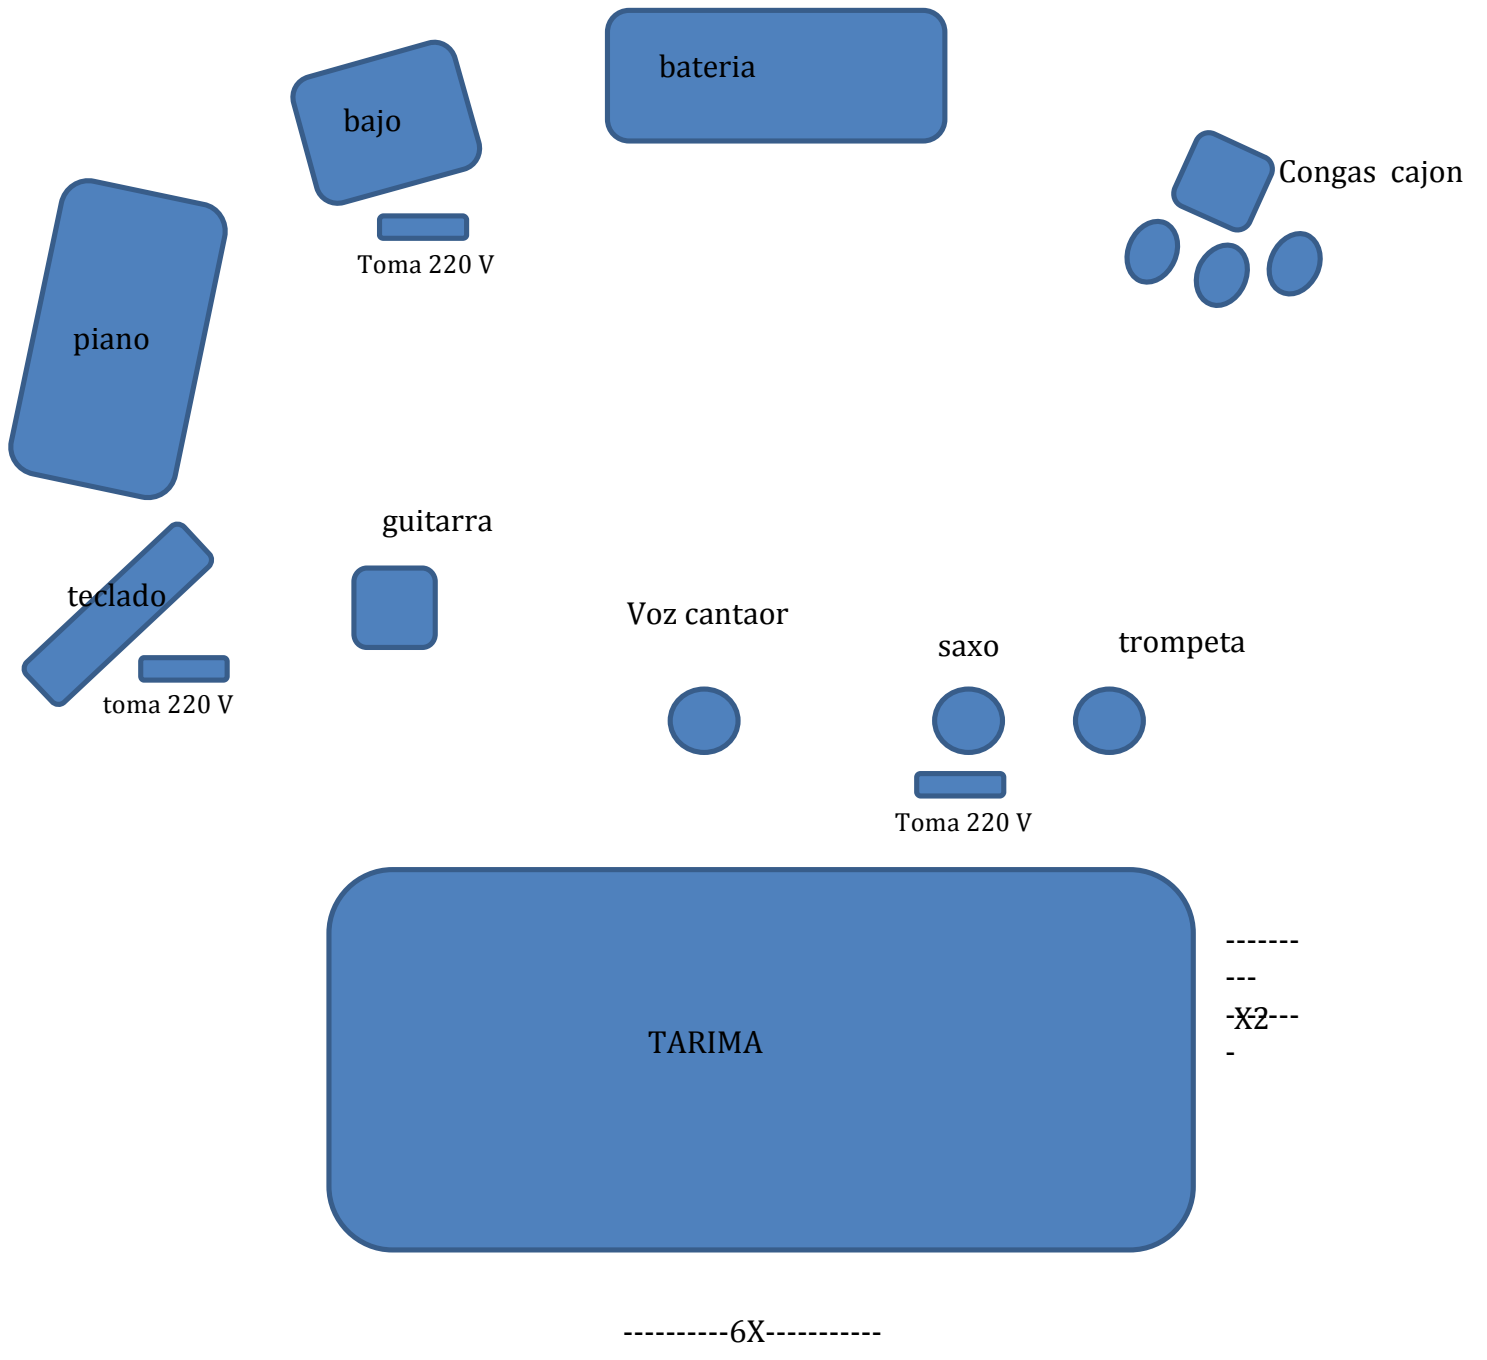 bateria
bajo
Congas  cajon
Toma 220 V
piano
guitarra
teclado
Voz cantaor
saxo
trompeta
toma 220 V
Toma 220 V
-------
---
-------
X2
-
TARIMA
----------6X-----------